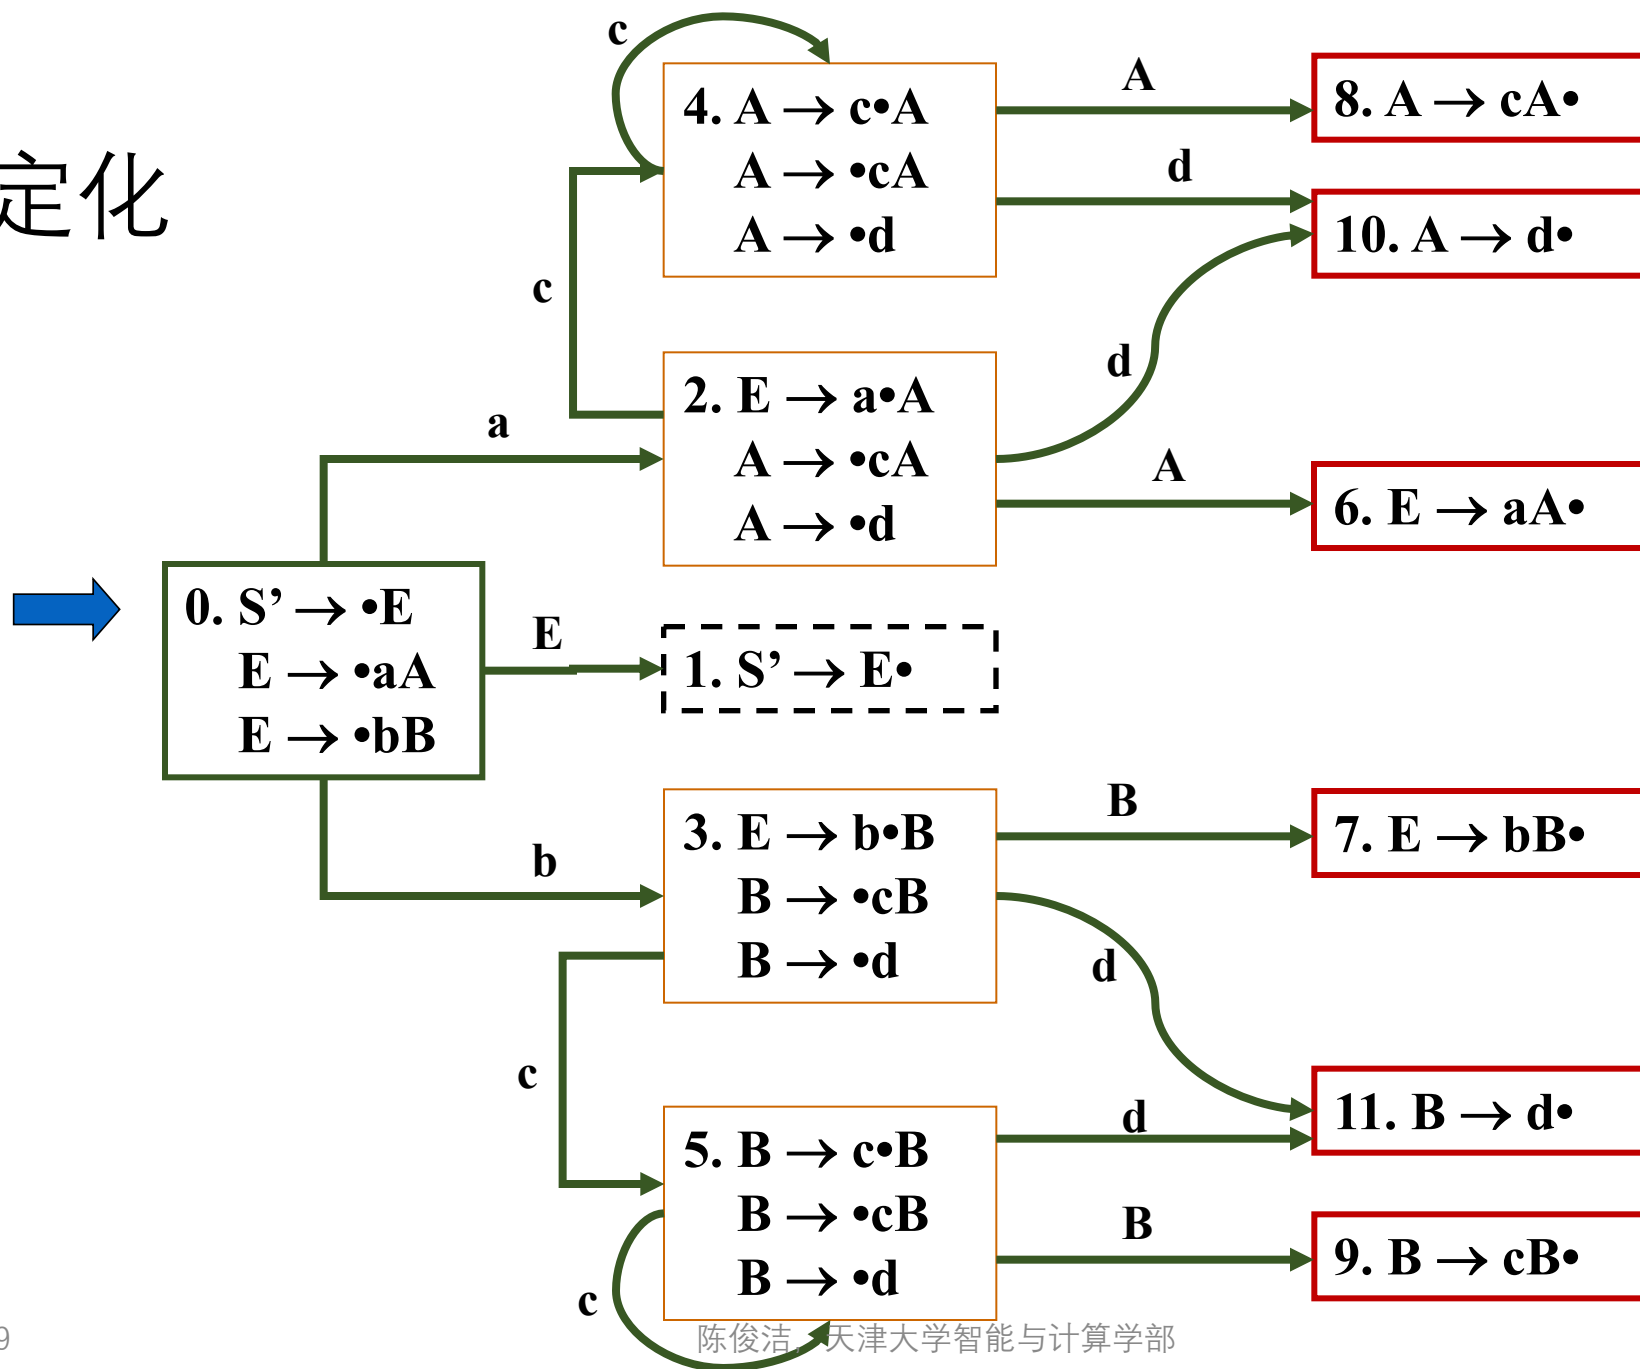 定化
c
4. A → c•A
A → •cA
A → •d
A
8. A → cA•
d
10. A → d•
c
2. E → a•A
A → •cA
A → •d
a
d
A
6. E → aA•
0. S’ → •E
E → •aA
E → •bB
E
1. S’ → E•
b
3. E → b•B
B → •cB
B → •d
B
7. E → bB•
d
c
5. B → c•B
B → •cB
B → •d
d
11. B → d•
B
9. B → cB•
c
9
陈俊洁，天津大学智能与计算学部